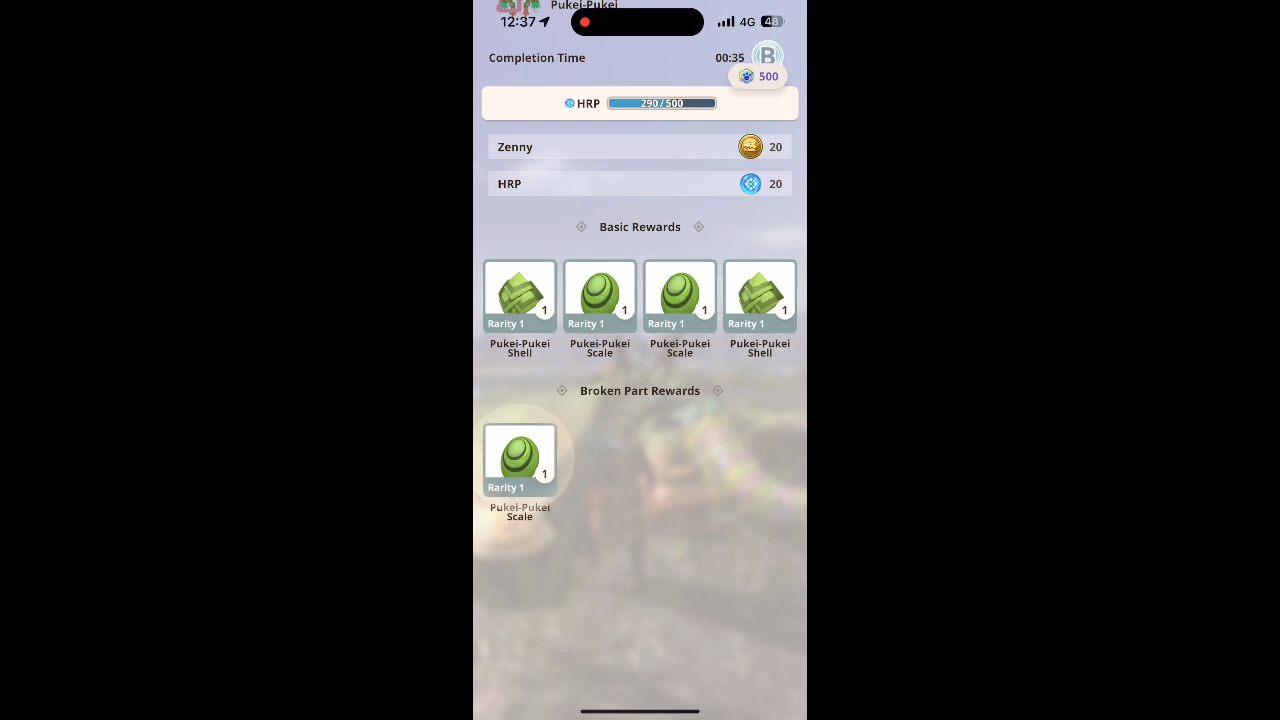 Pukei-Pukei
12:37
4G 48
Completion Time 00:35 B
500
HRP 290 / 500
Zenny 20
HRP 20
Basic Rewards
1 1 1 1
Rarity 1 Rarity 1 Rarity 1 Rarity 1
Pukei-Pukei Pukei-Pukei Pukei-Pukei Pukei-Pukei
Shell Scale Scale Shell
Broken Part Rewards
1
Rarity 1
Pukei-Pukei
Scale